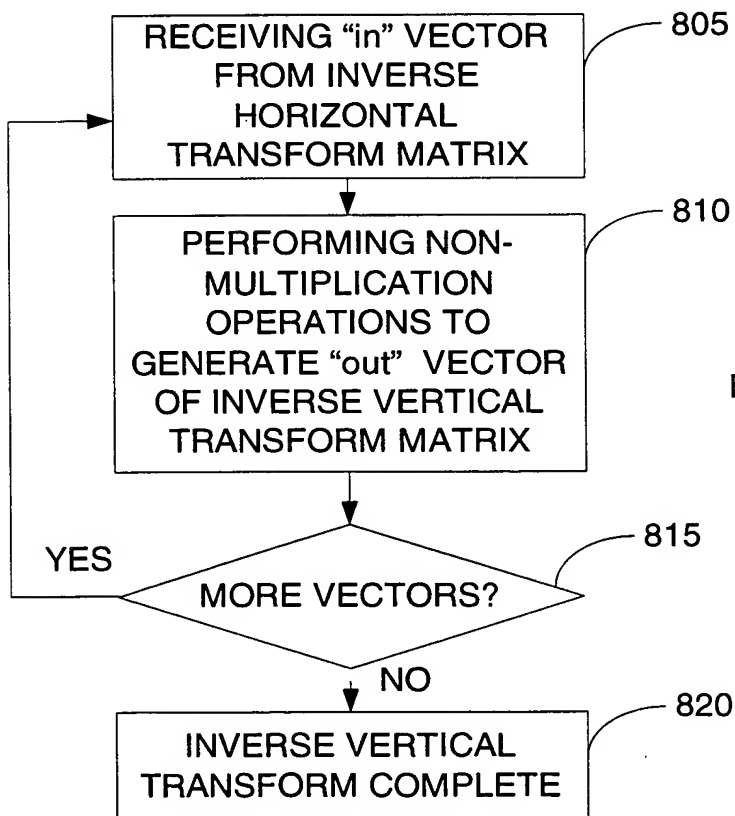 RECEIVING “in” VECTOR
FROM INVERSE
HORIZONTAL
TRANSFORM MATRIX
805
PERFORMING NON-
MULTIPLICATION
OPERATIONS TO
GENERATE “out” VECTOR
OF INVERSE VERTICAL
TRANSFORM MATRIX
810
YES
MORE VECTORS?
815
NO
INVERSE VERTICAL
TRANSFORM COMPLETE
820